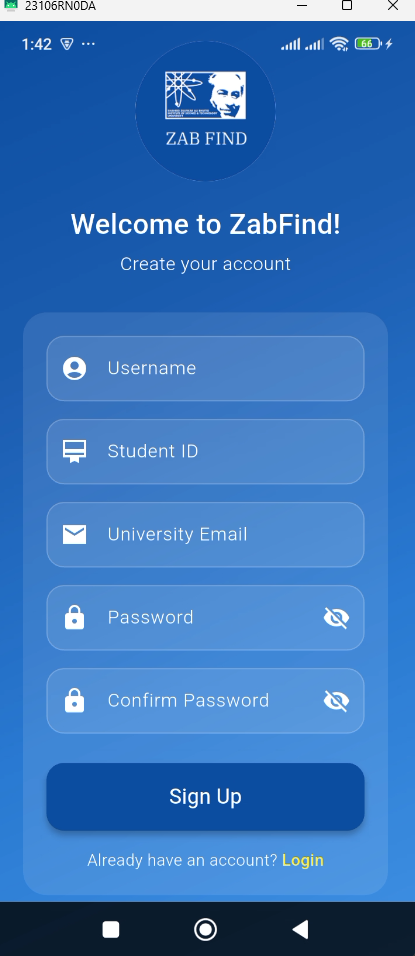 23106RN0DA
1:42
66
ZAB FIND
Welcome to ZabFind!
Create your account
Username
Student ID
University Email
Password
Confirm Password
Sign Up
Already have an account? Login